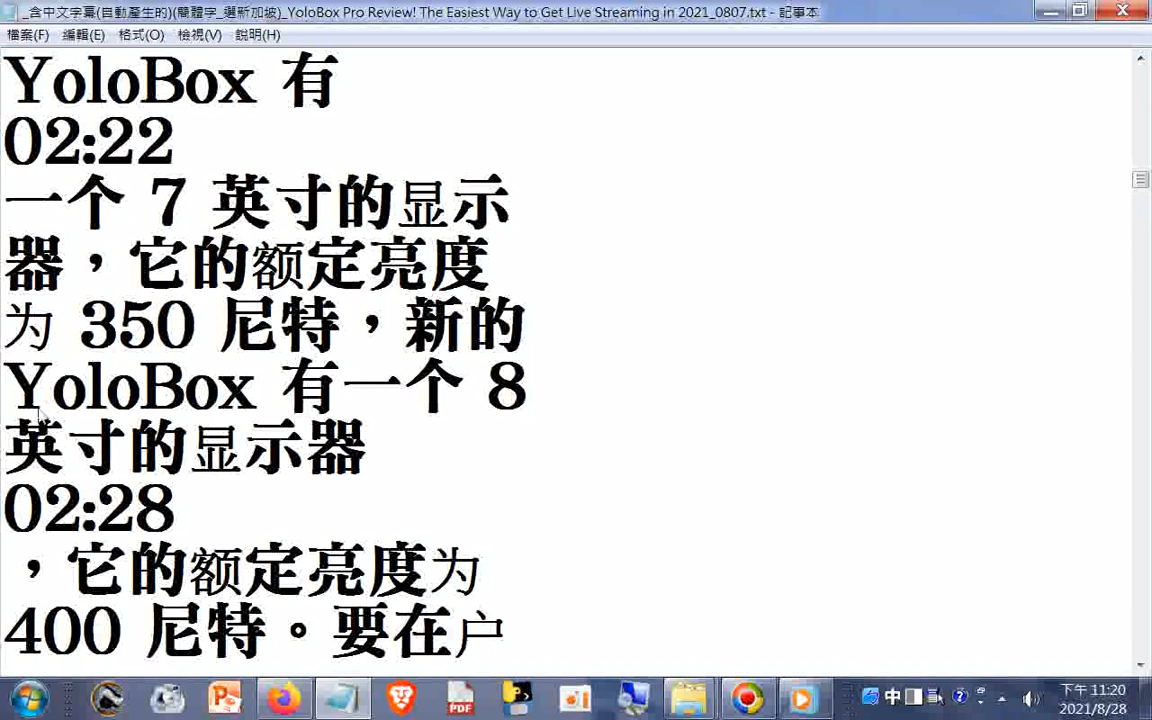 _含中文字幕(自動產生的)(簡體字_選新加坡)_YoloBox Pro Review! The Easiest Way to Get Live Streaming in 2021_0807.txt - 記事本
檔案(F) 編輯(E) 格式(O) 檢視(V) 說明(H)
YoloBox 有
02:22
一个 7 英寸的显示
器，它的额定亮度
为 350 尼特，新的
YoloBox 有一个 8
英寸的显示器
02:28
，它的额定亮度为
400 尼特。要在户
PDF
中
下午 11:20
2021/8/28